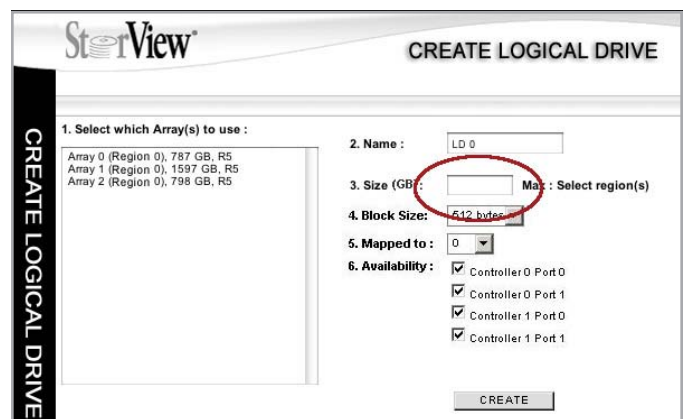 StorView
CREATE LOGICAL DRIVE
CREATE LOGICAL DRIVE
1. Select which Array(s) to use :
Array 0 (Region 0), 787 GB, R5
Array 1 (Region 0), 1597 GB, R5
Array 2 (Region 0), 798 GB, R5
2. Name :
LD 0
3. Size (GB):
Max : Select region(s)
4. Block Size:
512 bytes
5. Mapped to :
0
6. Availability :
Controller 0 Port 0
Controller 0 Port 1
Controller 1 Port 0
Controller 1 Port 1
CREATE